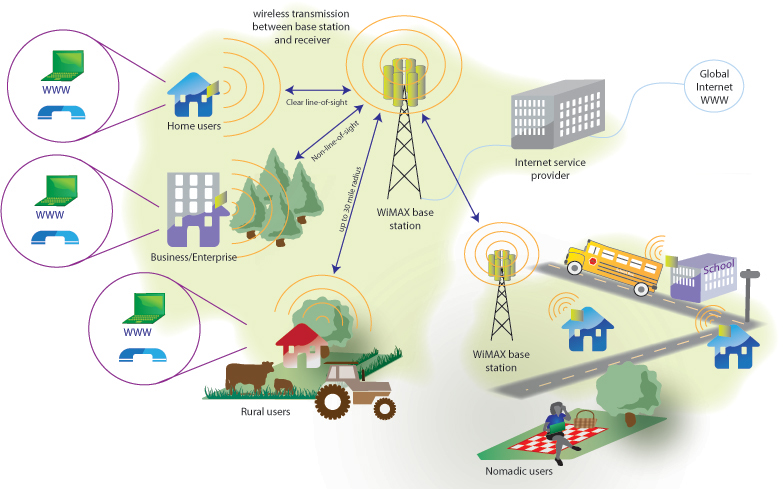 wireless transmission
between base station
and receiver
WWW
Home users
Clear line-of-sight
Non-line-of-sight
up to 30 mile radius
WiMAX base
station
Internet service
provider
Global
Internet
WWW
WWW
Business/Enterprise
School
WWW
Rural users
WiMAX base
station
Nomadic users